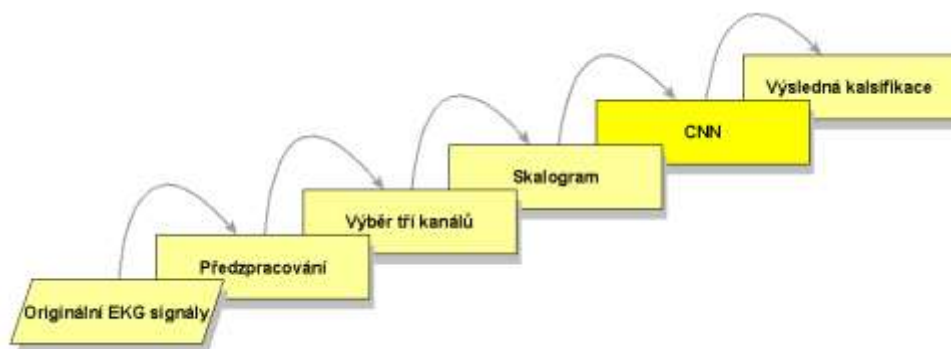 Originální EKG signály
Předzpracování
Výběr tří kanálů
Skalogram
CNN
Výsledná kalsifikace